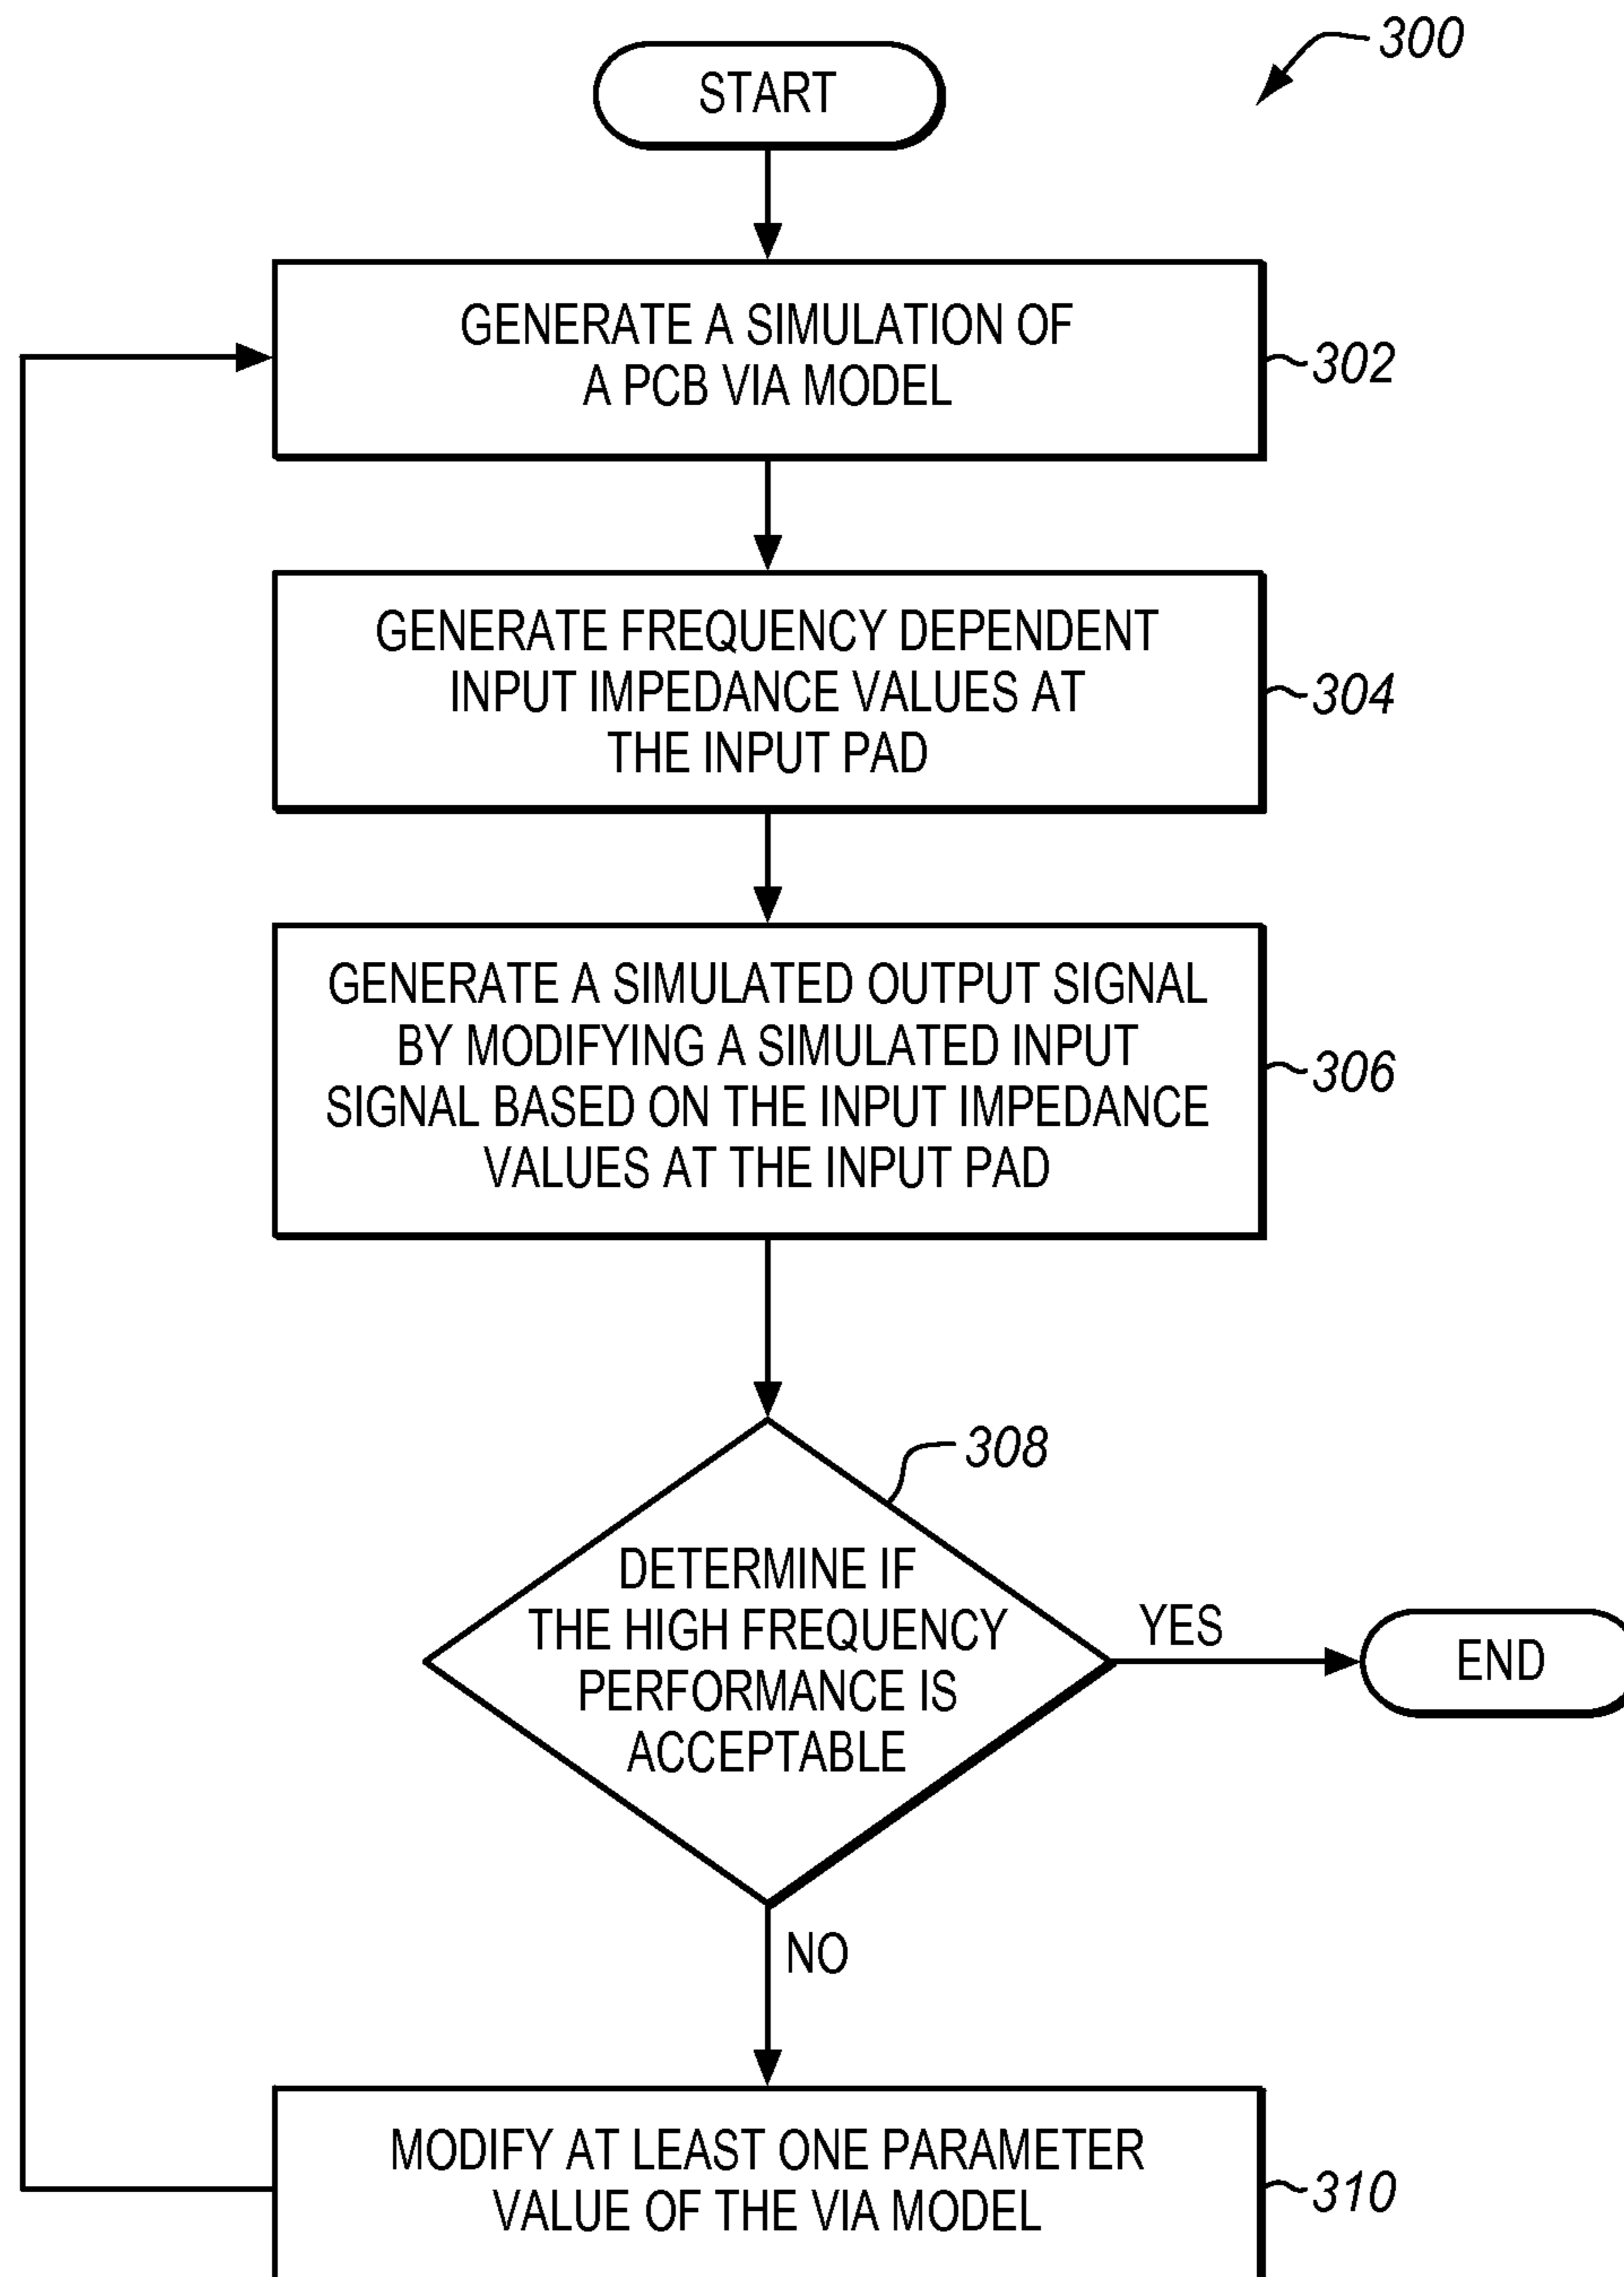 300
START
GENERATE A SIMULATION OF
A PCB VIA MODEL
302
GENERATE FREQUENCY DEPENDENT
INPUT IMPEDANCE VALUES AT
THE INPUT PAD
304
GENERATE A SIMULATED OUTPUT SIGNAL
BY MODIFYING A SIMULATED INPUT
SIGNAL BASED ON THE INPUT IMPEDANCE
VALUES AT THE INPUT PAD
306
308
DETERMINE IF
THE HIGH FREQUENCY
PERFORMANCE IS
ACCEPTABLE
YES
END
NO
MODIFY AT LEAST ONE PARAMETER
VALUE OF THE VIA MODEL
310